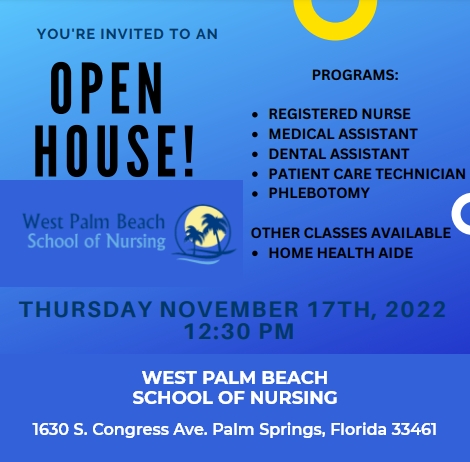 YOU'RE INVITED TO AN
OPEN
HOUSE!
West Palm Beach
School of Nursing
PROGRAMS:
• REGISTERED NURSE
• MEDICAL ASSISTANT
• DENTAL ASSISTANT
• PATIENT CARE TECHNICIAN
• PHLEBOTOMY
OTHER CLASSES AVAILABLE
• HOME HEALTH AIDE
THURSDAY NOVEMBER 17TH, 2022
12:30 PM
WEST PALM BEACH
SCHOOL OF NURSING
1630 S. Congress Ave. Palm Springs, Florida 33461